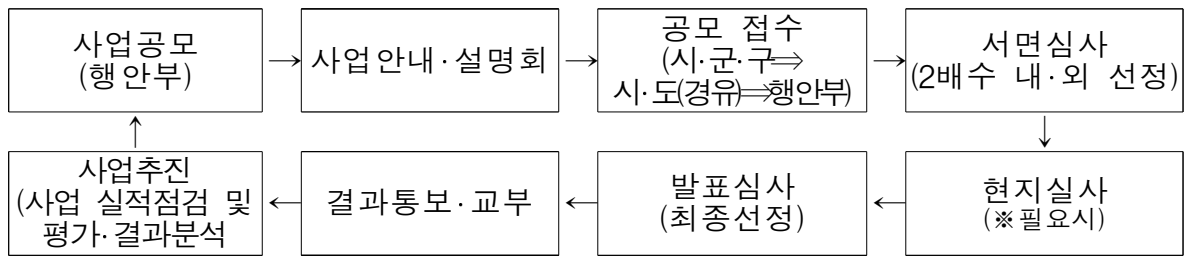 사업공모
(행안부)
사업안내·설명회
공모 접수
(시·군·구⇒
시·도(경유)⇒행안부)
서면심사
(2배수 내·외 선정)
현지실사
(※필요시)
발표심사
(최종선정)
결과통보·교부
사업추진
(사업 실적점검 및
평가·결과분석